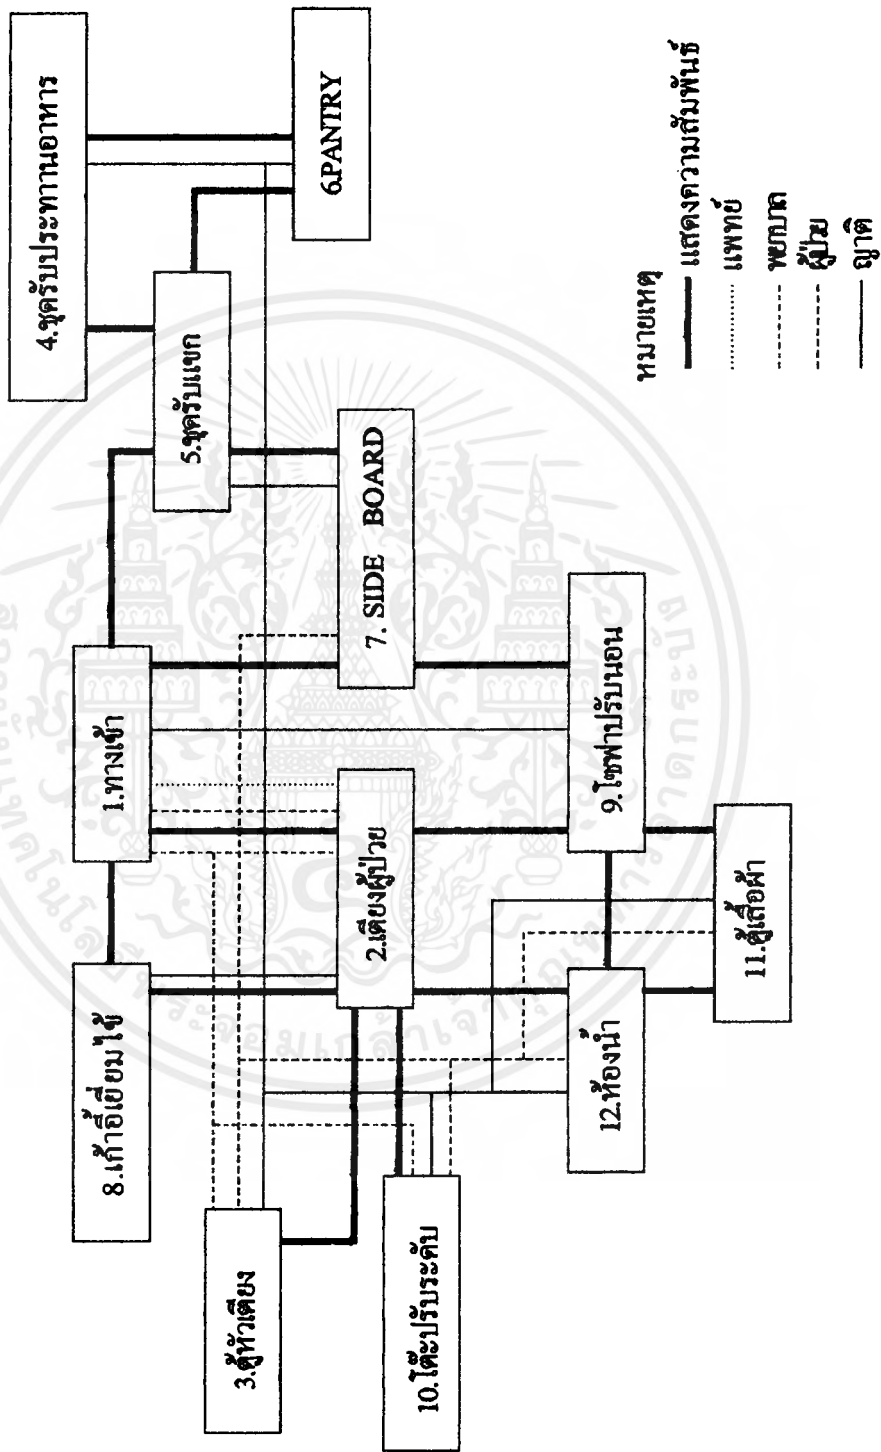 4.ชุดรับประทานอาหาร
6.PANTRY
5.ชุดรับแขก
7. SIDE BOARD
1.ทางเข้า
2.เตียงผู้ป่วย
9.โซฟาปรับนอน
8.เก้าอี้เยี่ยมไข้
12.ห้องน้ำ
11.ตู้เสื้อผ้า
3.ตู้หัวเตียง
10.โต๊ะปรับระดับ
หมายเหตุ
แสดงความสัมพันธ์
แพทย์
พยาบาล
ผู้ป่วย
ญาติ